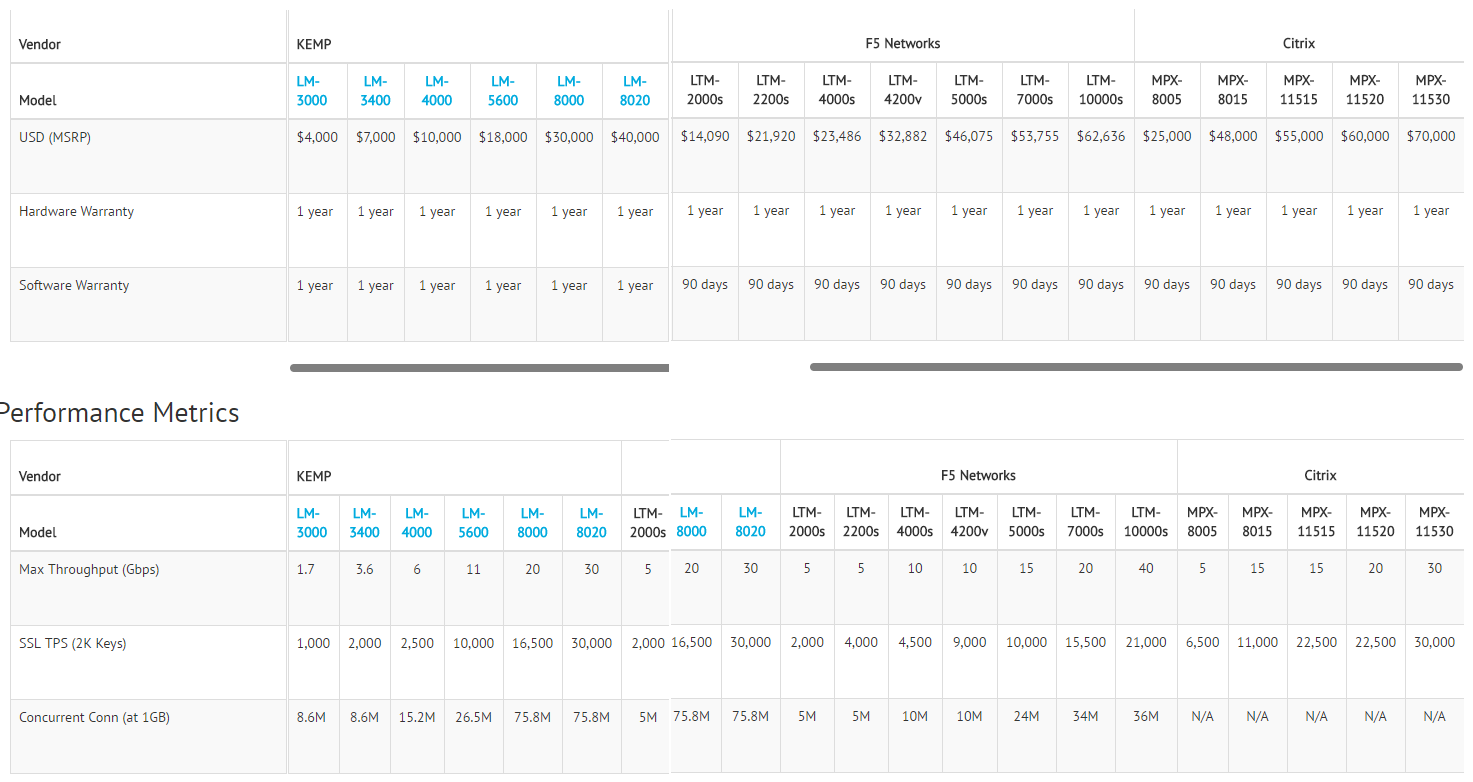 Vendor KEMP F5 Networks Citrix
LM- LM- LM- LM- LM- LM- LTM- LTM- LTM- LTM- LTM- LTM- LTM- MPX- MPX- MPX- MPX- MPX-
Model 3000 3400 4000 5600 8000 8020 2000s 2200s 4000s 4200v 5000s 7000s 10000s 8005 8015 11515 11520 11530
USD (MSRP) $4,000 $7,000 $10,000 $18,000 $30,000 $40,000 $14,090 $21,920 $23,486 $32,882 $46,075 $53,755 $62,636 $25,000 $48,000 $55,000 $60,000 $70,000
Hardware Warranty 1 year 1 year 1 year 1 year 1 year 1 year 1 year 1 year 1 year 1 year 1 year 1 year 1 year 1 year 1 year 1 year 1 year 1 year
Software Warranty 1 year 1 year 1 year 1 year 1 year 1 year 90 days 90 days 90 days 90 days 90 days 90 days 90 days 90 days 90 days 90 days 90 days 90 days
Performance Metrics
Vendor KEMP F5 Networks Citrix
LM- LM- LM- LM- LM- LM- LTM- LM- LM- LTM- LTM- LTM- LTM- LTM- LTM- LTM- MPX- MPX- MPX- MPX- MPX-
Model 3000 3400 4000 5600 8000 8020 2000s 8000 8020 2000s 2200s 4000s 4200v 5000s 7000s 10000s 8005 8015 11515 11520 11530
Max Throughput (Gbps) 1.7 3.6 6 11 20 30 5 20 30 5 5 10 10 15 20 40 5 15 15 20 30
SSL TPS (2K Keys) 1,000 2,000 2,500 10,000 16,500 30,000 2,000 16,500 30,000 2,000 4,000 4,500 9,000 10,000 15,500 21,000 6,500 11,000 22,500 22,500 30,000
Concurrent Conn (at 1GB) 8.6M 8.6M 15.2M 26.5M 75.8M 75.8M 5M 75.8M 75.8M 5M 5M 10M 10M 24M 34M 36M N/A N/A N/A N/A N/A